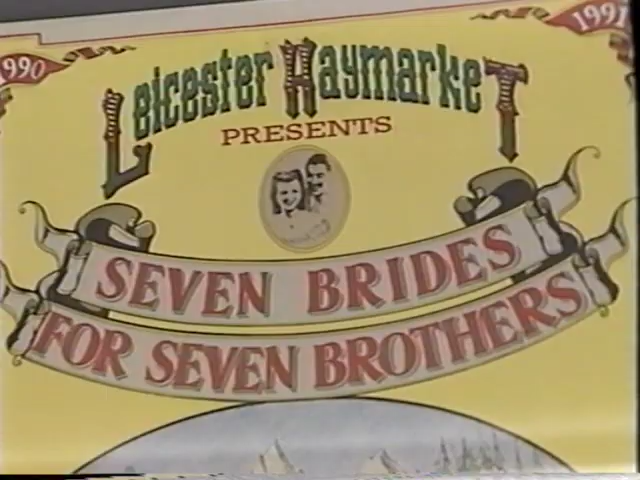 1990
1991
Leicester Haymarket
PRESENTS
SEVEN BRIDES
FOR SEVEN BROTHERS